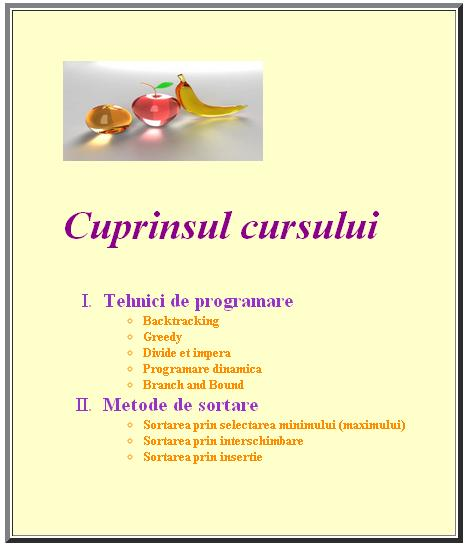 Cuprinsul cursului
I. Tehnici de programare
Backtracking
Greedy
Divide et impera
Programare dinamica
Branch and Bound
II. Metode de sortare
Sortarea prin selectarea minimului (maximului)
Sortarea prin interschimbare
Sortarea prin insertie